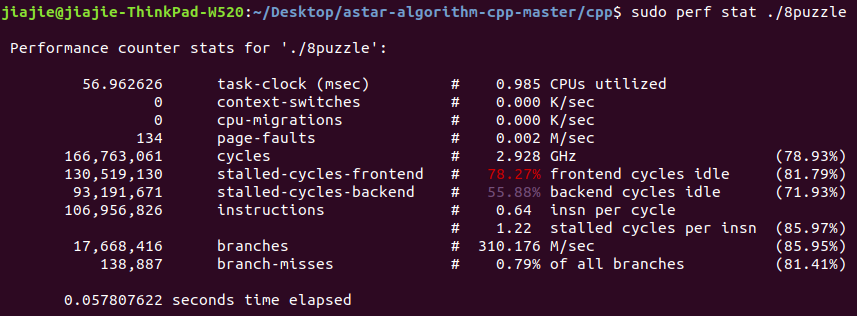 jiajie@jiajie-ThinkPad-W520:~/Desktop/astar-algorithm-cpp-master/cpp$ sudo perf stat ./8puzzle
Performance counter stats for './8puzzle':
56.962626 task-clock (msec) # 0.985 CPUs utilized
0 context-switches # 0.000 K/sec
0 cpu-migrations # 0.000 K/sec
134 page-faults # 0.002 M/sec
166,763,061 cycles # 2.928 GHz (78.93%)
130,519,130 stalled-cycles-frontend # 78.27% frontend cycles idle (81.79%)
93,191,671 stalled-cycles-backend # 55.88% backend cycles idle (71.93%)
106,956,826 instructions # 0.64 insn per cycle
# 1.22 stalled cycles per insn (85.97%)
17,668,416 branches # 310.176 M/sec (85.95%)
138,887 branch-misses # 0.79% of all branches (81.41%)
0.057807622 seconds time elapsed